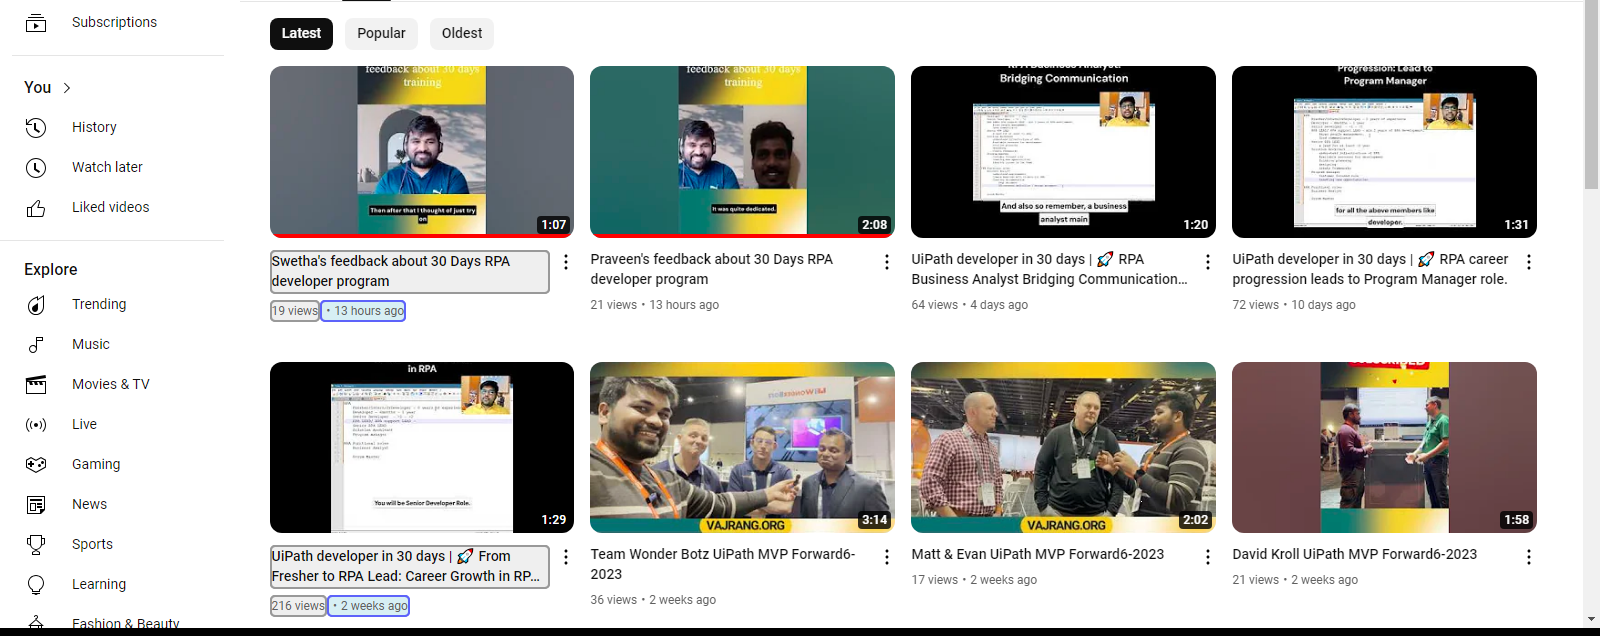 Subscriptions
You
History
Watch later
Liked videos
Explore
Trending
Music
Movies & TV
Live
Gaming
News
Sports
Learning
Fashion & Beauty
Latest
Popular
Oldest
feedback about 30 days
training
Then after that I thought of just try
on
1:07
Swetha's feedback about 30 Days RPA
developer program
19 views • 13 hours ago
feedback about 30 days
training
It was quite dedicated.
2:08
Praveen's feedback about 30 Days RPA
developer program
21 views • 13 hours ago
RPA Business Analyst:
Bridging Communication
And also so remember, a business
analyst main
1:20
UiPath developer in 30 days | 🚀 RPA
Business Analyst Bridging Communication...
64 views • 4 days ago
Progression: Lead to
Program Manager
for all the above members like
developer.
1:31
UiPath developer in 30 days | 🚀 RPA career
progression leads to Program Manager role.
72 views • 10 days ago
in RPA
You will be Senior Developer Role.
1:29
UiPath developer in 30 days | 🚀 From
Fresher to RPA Lead: Career Growth in RP...
216 views • 2 weeks ago
VAJRANG.ORG
3:14
Team Wonder Botz UiPath MVP Forward6-
2023
36 views • 2 weeks ago
VAJRANG.ORG
2:02
Matt & Evan UiPath MVP Forward6-2023
17 views • 2 weeks ago
SUBSCRIBED
1:58
David Kroll UiPath MVP Forward6-2023
21 views • 2 weeks ago